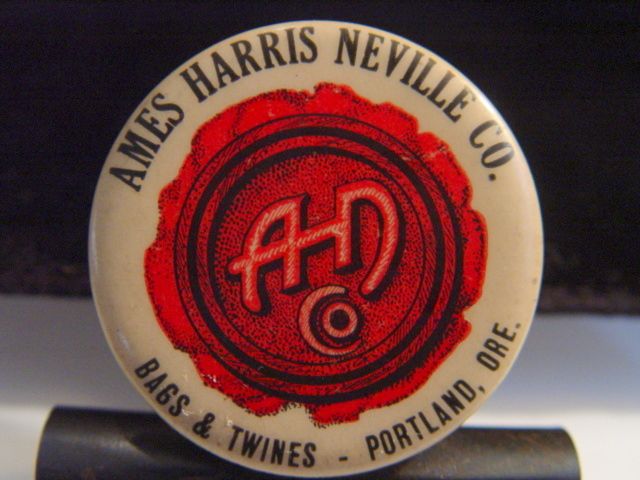 AMES HARRIS NEVILLE CO.
AHN
CO
BAGS & TWINES - PORTLAND, ORE.